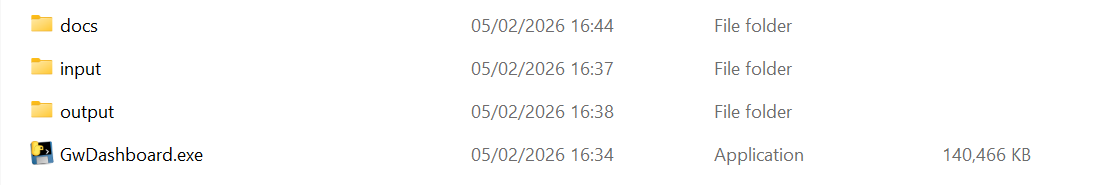 docs 05/02/2026 16:44 File folder
input 05/02/2026 16:37 File folder
output 05/02/2026 16:38 File folder
GwDashboard.exe 05/02/2026 16:34 Application 140,466 KB